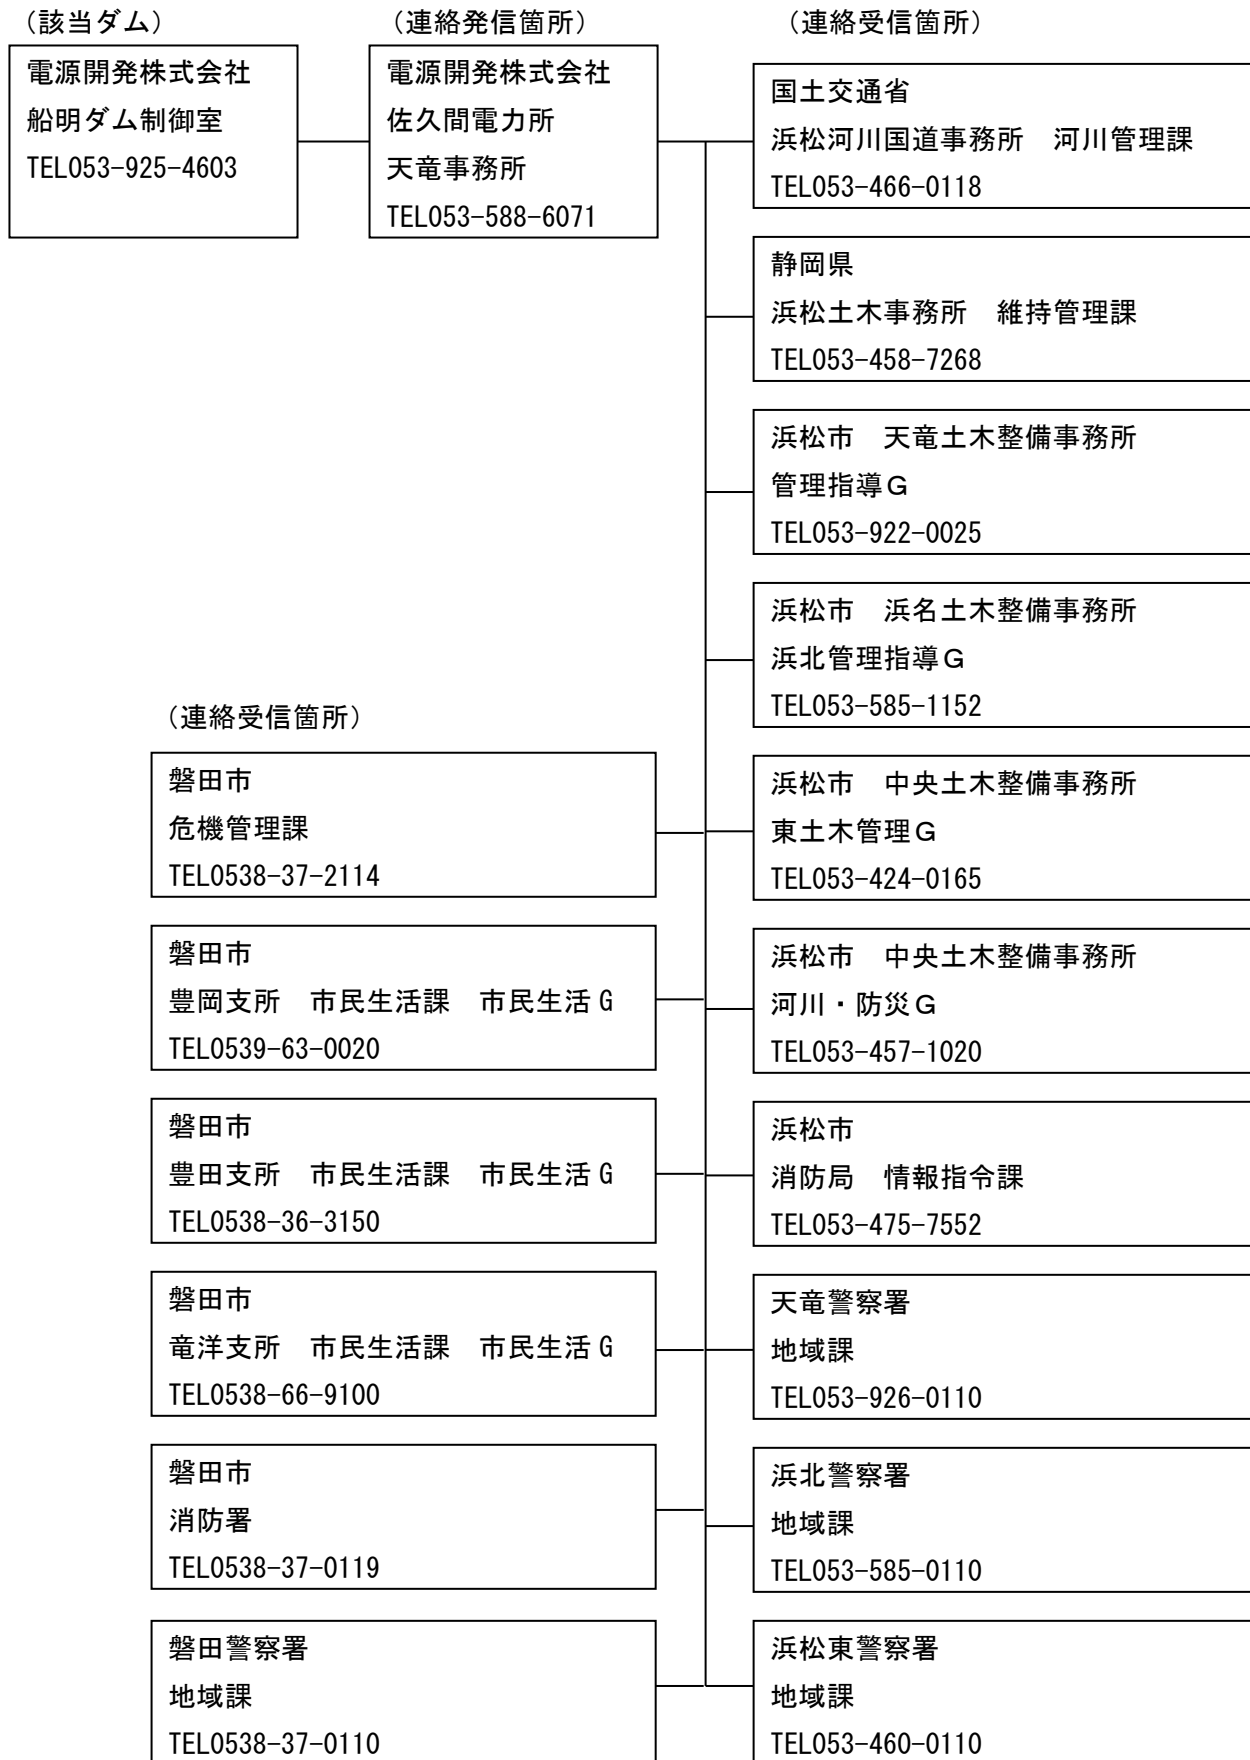 （該当ダム）
電源開発株式会社
船明ダム制御室
TEL053-925-4603
（連絡発信箇所）
電源開発株式会社
佐久間電力所
天竜事務所
TEL053-588-6071
（連絡受信箇所）
国土交通省
浜松河川国道事務所　河川管理課
TEL053-466-0118
静岡県
浜松土木事務所　維持管理課
TEL053-458-7268
浜松市　天竜土木整備事務所
管理指導Ｇ
TEL053-922-0025
浜松市　浜名土木整備事務所
浜北管理指導Ｇ
TEL053-585-1152
浜松市　中央土木整備事務所
東土木管理Ｇ
TEL053-424-0165
浜松市　中央土木整備事務所
河川・防災Ｇ
TEL053-457-1020
浜松市
消防局　情報指令課
TEL053-475-7552
天竜警察署
地域課
TEL053-926-0110
浜北警察署
地域課
TEL053-585-0110
浜松東警察署
地域課
TEL053-460-0110
（連絡受信箇所）
磐田市
危機管理課
TEL0538-37-2114
磐田市
豊岡支所　市民生活課　市民生活G
TEL0539-63-0020
磐田市
豊田支所　市民生活課　市民生活G
TEL0538-36-3150
磐田市
竜洋支所　市民生活課　市民生活G
TEL0538-66-9100
磐田市
消防署
TEL0538-37-0119
磐田警察署
地域課
TEL0538-37-0110